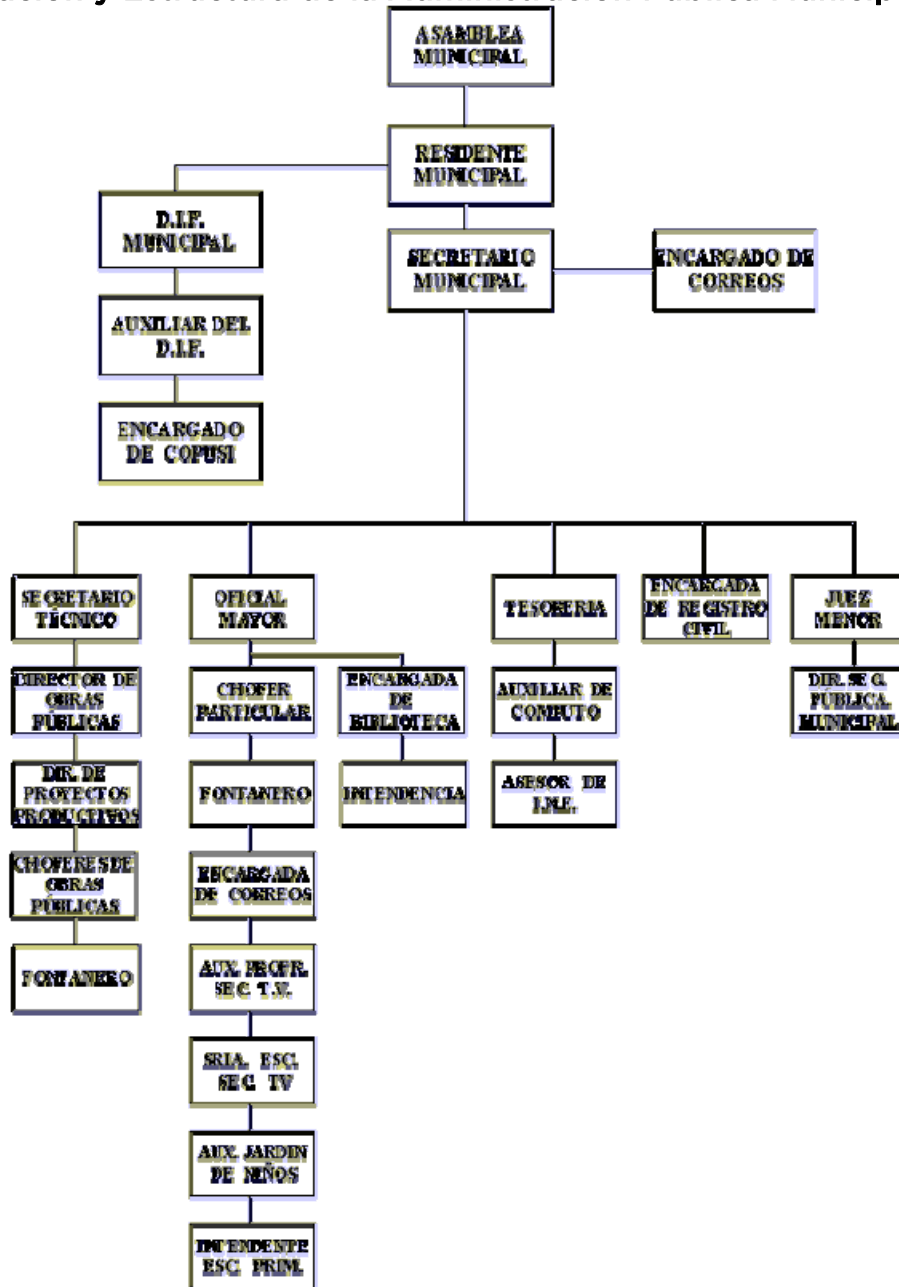 ASAMBLEA
MUNICIPAL
RESIDENTE
MUNICIPAL
D.I.F.
MUNICIPAL
SECRETARIO
MUNICIPAL
ENCARGADO DE
CORREOS
AUXILIAR DEL
D.I.F.
ENCARGADO
DE COPUSI
SECRETARIO
TÉCNICO
OFICIAL
MAYOR
TESORERIA
ENCARGADA
DE REGISTRO
CIVIL
JUEZ
MENOR
DIRECTOR DE
OBRAS
PÚBLICAS
CHOFER
PARTICULAR
ENCARGADA
DE
BIBLIOTECA
AUXILIAR DE
COMPUTO
DIR. SEG.
PÚBLICA.
MUNICIPAL
DIR. DE
PROYECTOS
PRODUCTIVOS
FONTANERO
INTENDENCIA
ASESOR DE
CHOFERES DE
OBRAS
PÚBLICAS
ENCARGADA
DE CORREOS
FONTANERO
AUX. PROFR.
SEC. T.V.
SRIA. ESC.
SEC. TV
AUX. JARDIN
DE NIÑOS
INTENDENTE
ESC. PRIM.